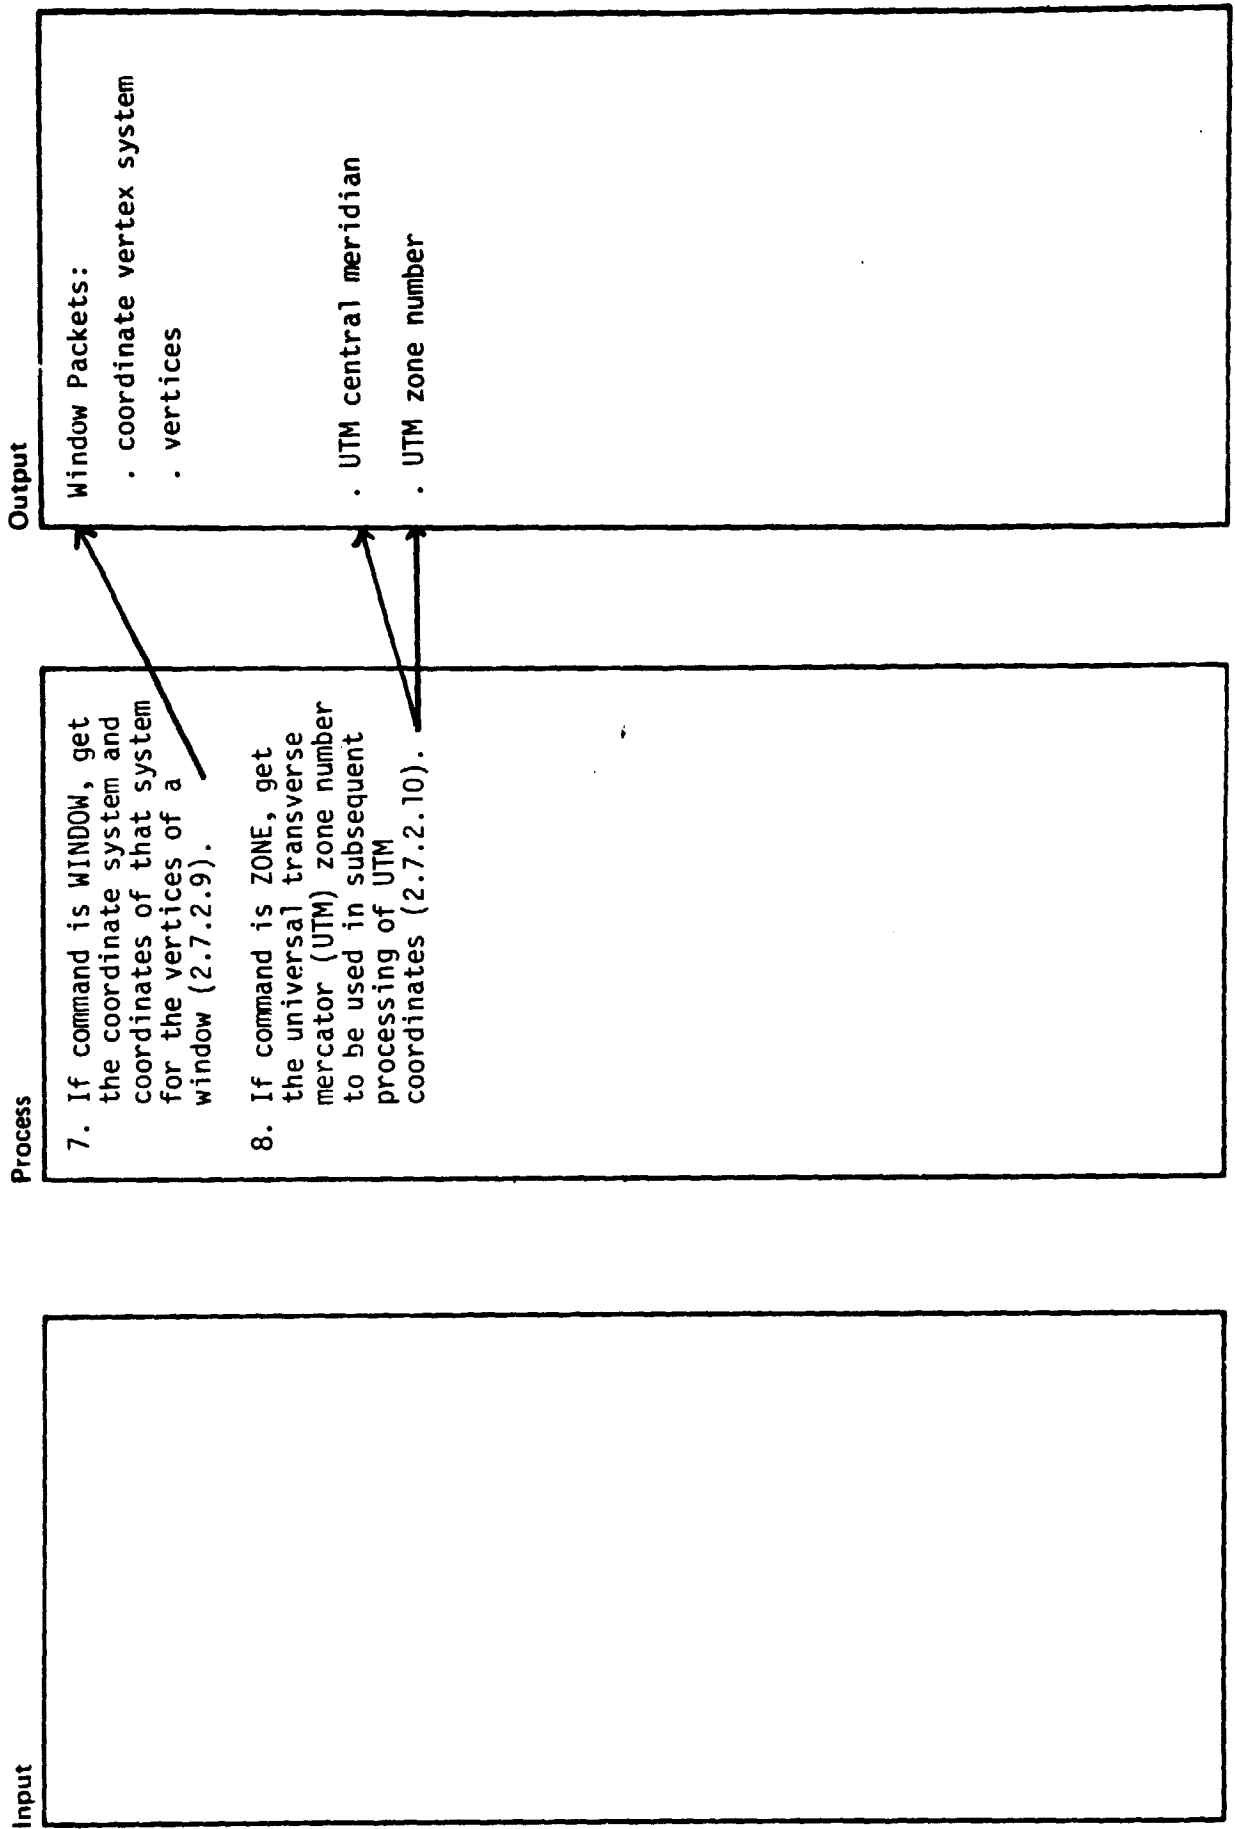 Input
Process
7. If command is WINDOW, get
the coordinate system and
coordinates of that system
for the vertices of a
window (2.7.2.9).
8. If command is ZONE, get
the universal transverse
mercator (UTM) zone number
to be used in subsequent
processing of UTM
coordinates (2.7.2.10).
Output
Window Packets:
. coordinate vertex system
. vertices
. UTM central meridian
. UTM zone number